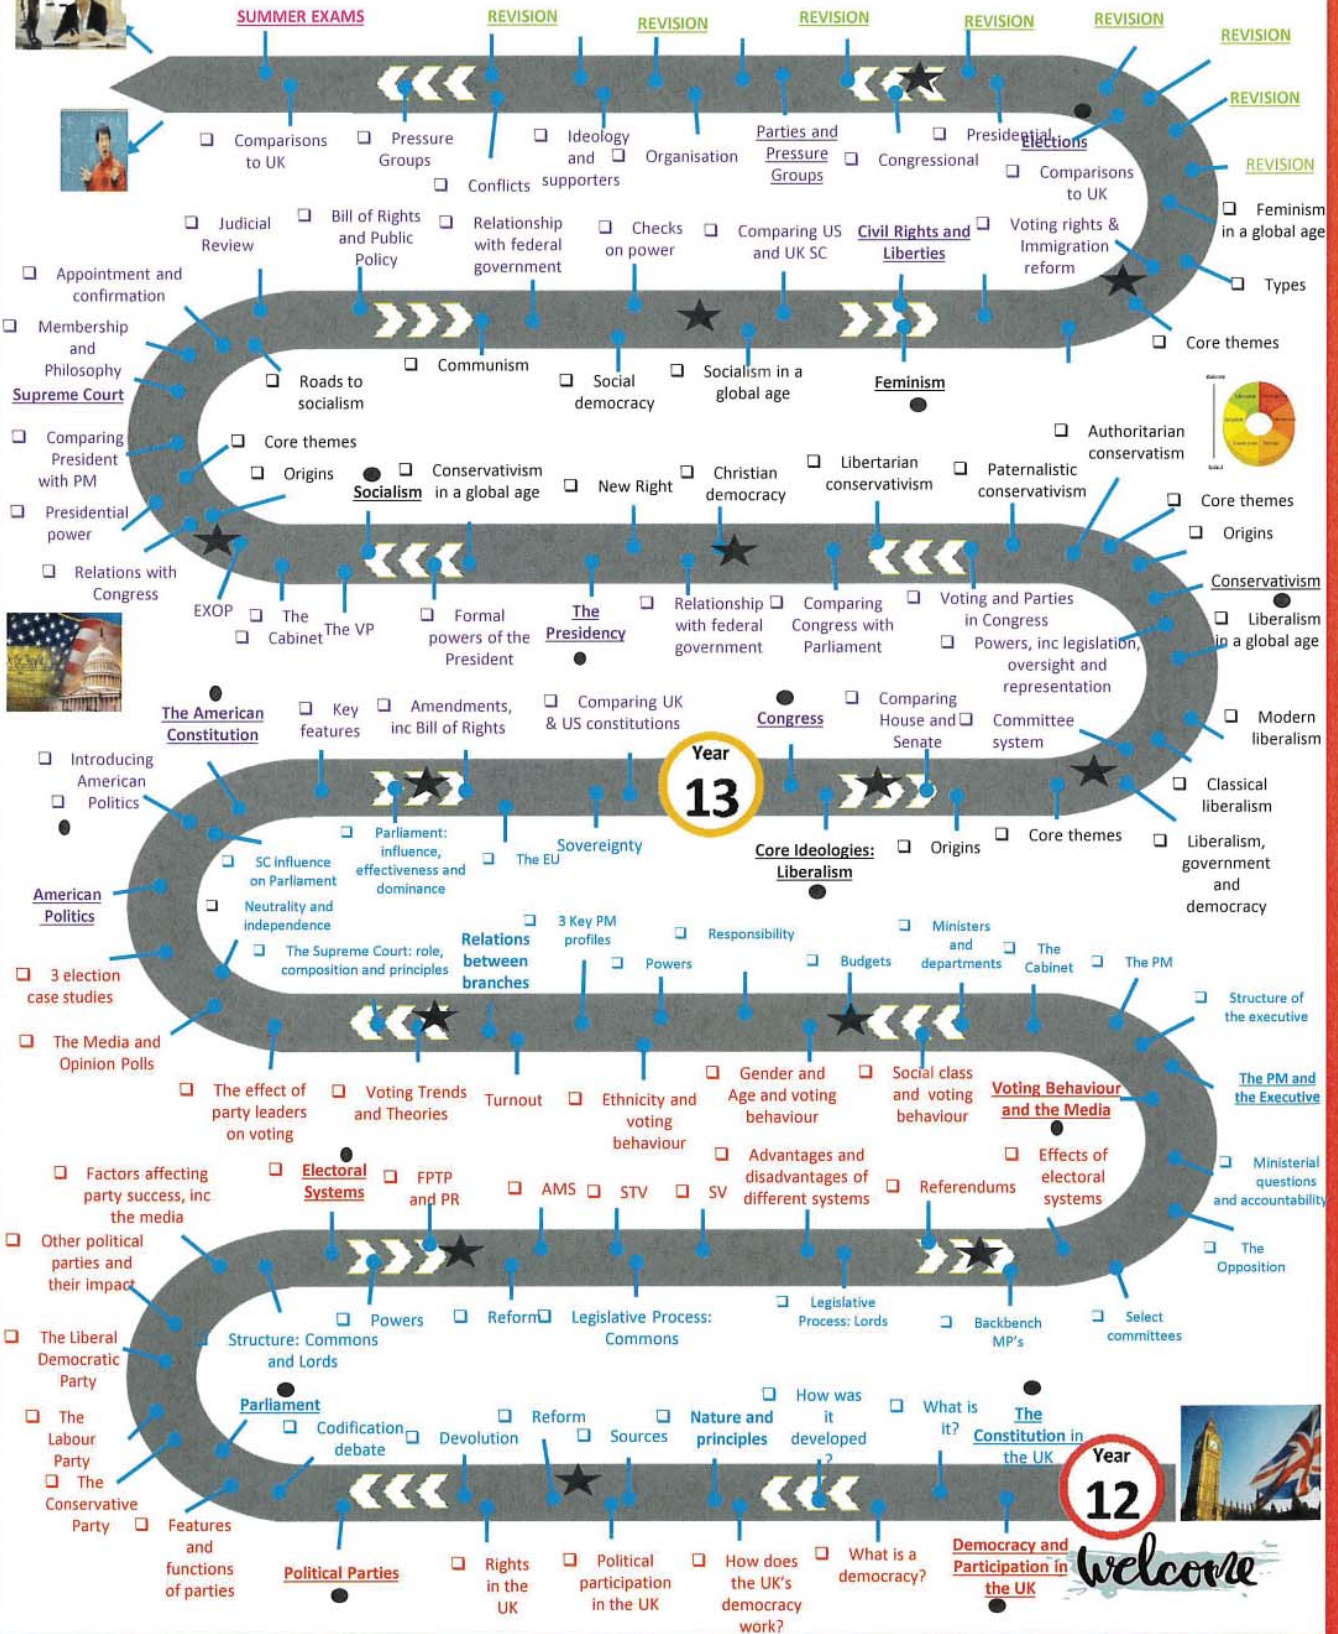 SUMMER EXAMS
REVISION
REVISION
REVISION
REVISION
REVISION
REVISION
REVISION
REVISION
Comparisons
to UK
Pressure
Groups
Conflicts
Ideology
and
supporters
Organisation
Parties and
Pressure
Groups
Congressional
Presidential
Elections
Comparisons
to UK
Feminism
in a global age
Types
Core themes
Judicial
Review
Bill of Rights
and Public
Policy
Relationship
with federal
government
Checks
on power
Comparing US
and UK SC
Civil Rights and
Liberties
Voting rights &
Immigration
reform
Appointment and
confirmation
Membership
and
Philosophy
Supreme Court
Roads to
socialism
Communism
Social
democracy
Socialism in a
global age
Feminism
Comparing
President
with PM
Core themes
Origins
Socialism
Conservativism
in a global age
New Right
Christian
democracy
Libertarian
conservativism
Paternalistic
conservativism
Authoritarian
conservatism
Core themes
Origins
Conservativism
Liberalism
in a global age
Presidential
power
Relations with
Congress
EXOP
The
Cabinet
The VP
Formal
powers of the
President
The
Presidency
Relationship
with federal
government
Comparing
Congress with
Parliament
Voting and Parties
in Congress
Powers, inc legislation,
oversight and
representation
The American
Constitution
Key
features
Amendments,
inc Bill of Rights
Comparing UK
& US constitutions
Congress
Comparing
House and
Senate
Committee
system
Modern
liberalism
Classical
liberalism
Liberalism,
government
and
democracy
Introducing
American
Politics
Year
13
American
Politics
SC influence
on Parliament
Parliament:
influence,
effectiveness and
dominance
The EU
Sovereignty
Core Ideologies:
Liberalism
Origins
Core themes
Neutrality and
independence
The Supreme Court: role,
composition and principles
Relations
between
branches
3 Key PM
profiles
Powers
Responsibility
Budgets
Ministers
and
departments
The
Cabinet
The PM
Structure of
the executive
The PM and
the Executive
3 election
case studies
The Media and
Opinion Polls
The effect of
party leaders
on voting
Voting Trends
and Theories
Turnout
Ethnicity and
voting
behaviour
Gender and
Age and voting
behaviour
Social class
and voting
behaviour
Voting Behaviour
and the Media
Ministerial
questions
and accountability
The
Opposition
Factors affecting
party success, inc
the media
Electoral
Systems
FPTP
and PR
AMS
STV
SV
Advantages and
disadvantages of
different systems
Referendums
Effects of
electoral
systems
Other political
parties and
their impact
The Liberal
Democratic
Party
Structure: Commons
and Lords
Powers
Reform
Legislative Process:
Commons
Legislative
Process: Lords
Backbench
MP's
Select
committees
The
Labour
Party
The
Conservative
Party
Parliament
Codification
debate
Devolution
Reform
Sources
Nature and
principles
How was
it
developed
?
What is
it?
The
Constitution in
the UK
Year
12
welcome
Features
and
functions
of parties
Political Parties
Rights
in the
UK
Political
participation
in the UK
How does
the UK's
democracy
work?
What is a
democracy?
Democracy and
Participation in
the UK